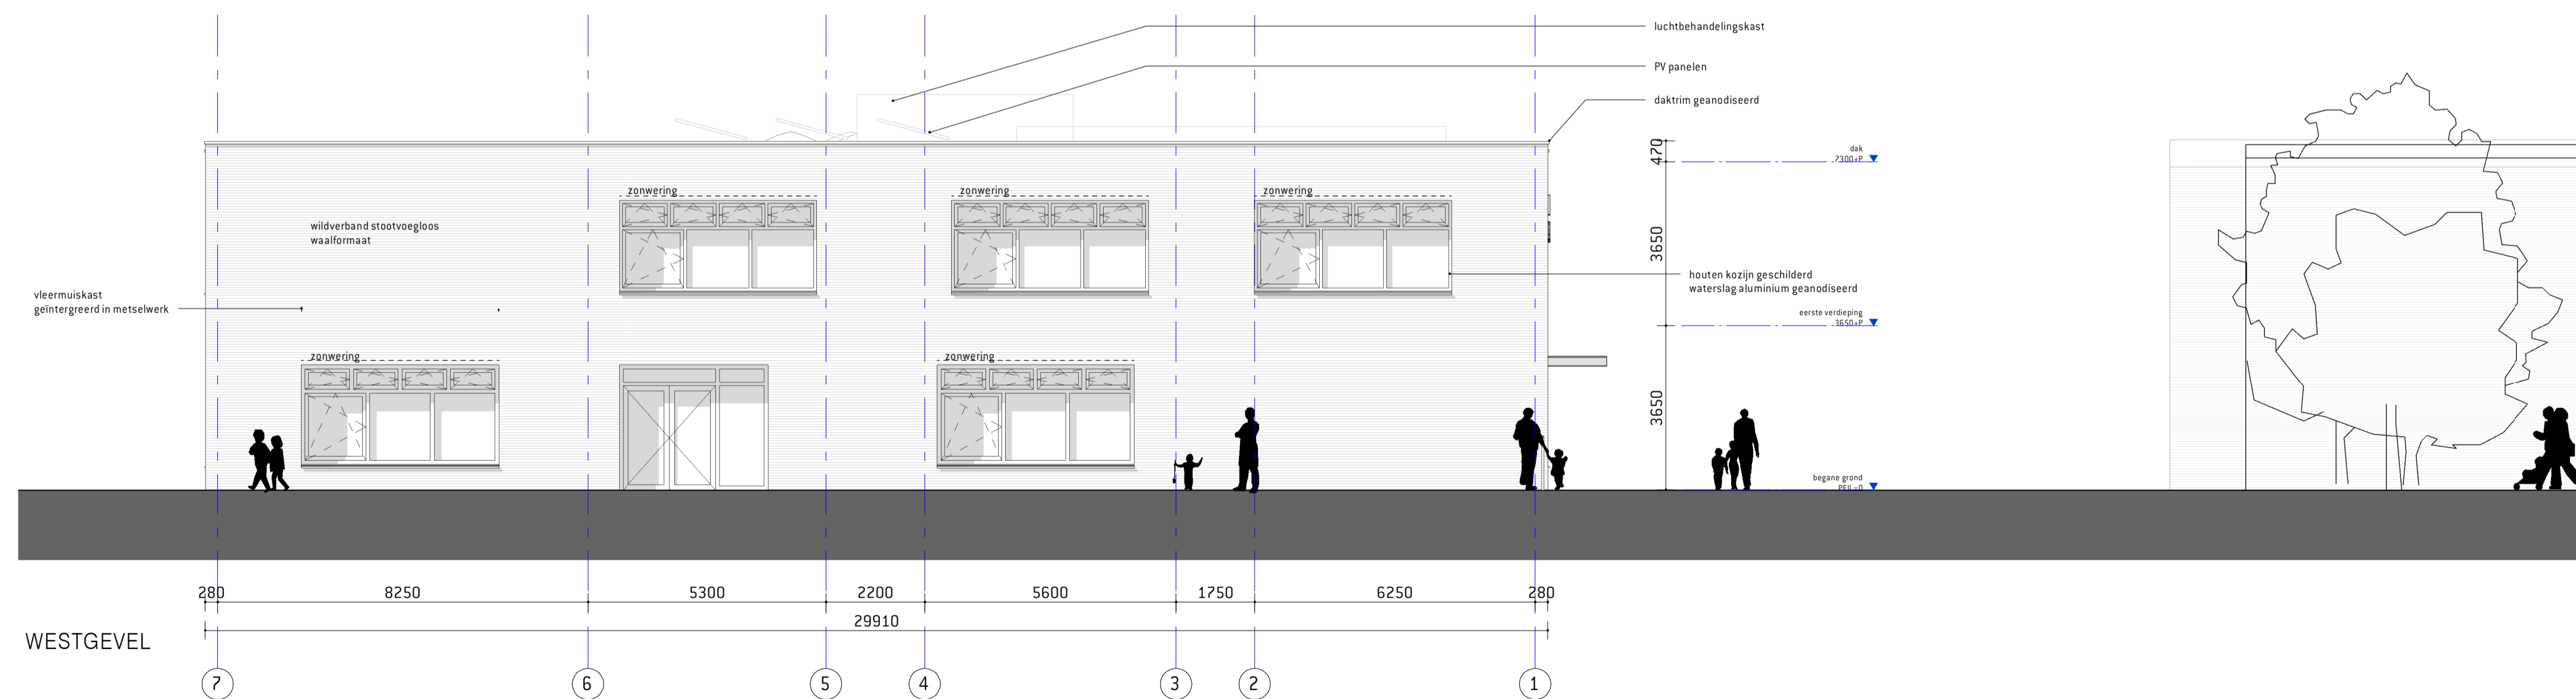 luchtbehandelingskast
PV panelen
daktrim geanodiseerd
470
dak
7300+P
zonwering
zonwering
zonwering
wildverband stootvoegloos
waalformaat
3650
houten kozijn geschilderd
waterslag aluminium geanodiseerd
vleermuiskast
geïntergreerd in metselwerk
eerste verdieping
3650+P
zonwering
zonwering
3650
begane grond
PEIL=0
280
8250
5300
2200
5600
1750
6250
280
29910
WESTGEVEL
7
6
5
4
3
2
1